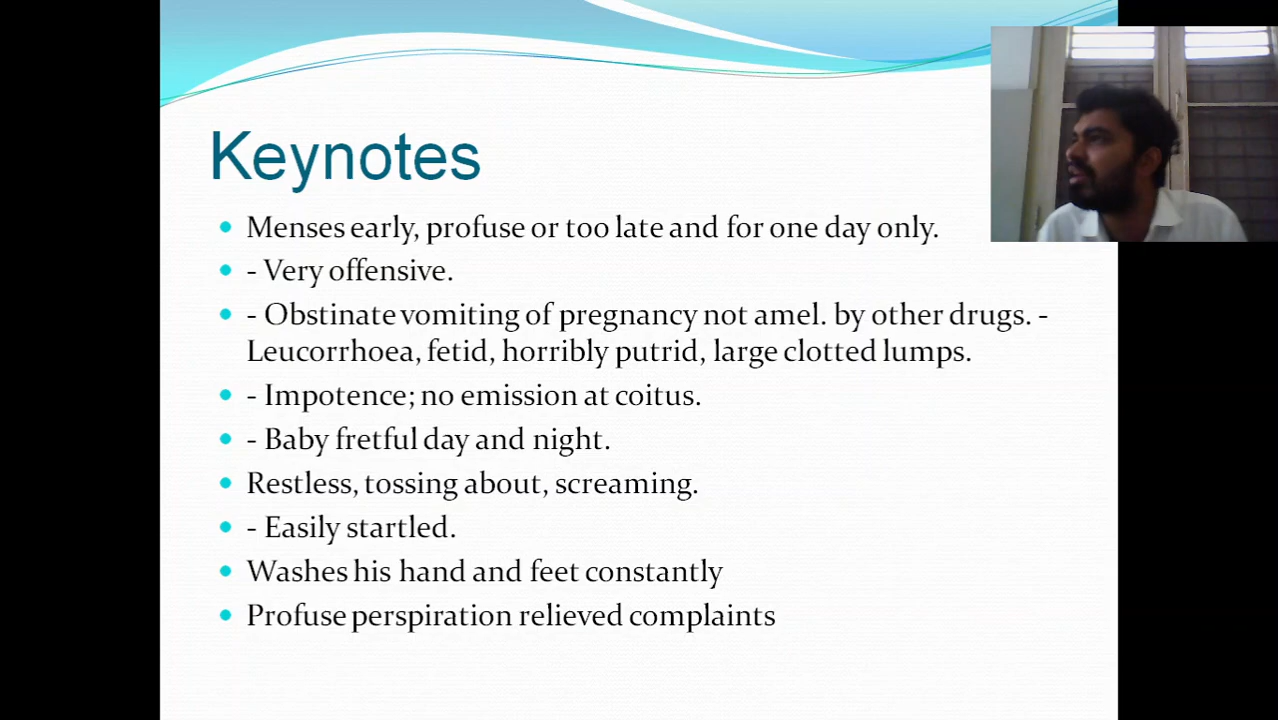 Keynotes
Menses early, profuse or too late and for one day only.
- Very offensive.
- Obstinate vomiting of pregnancy not amel. by other drugs. -
Leucorrhoea, fetid, horribly putrid, large clotted lumps.
- Impotence; no emission at coitus.
- Baby fretful day and night.
Restless, tossing about, screaming.
- Easily startled.
Washes his hand and feet constantly
Profuse perspiration relieved complaints